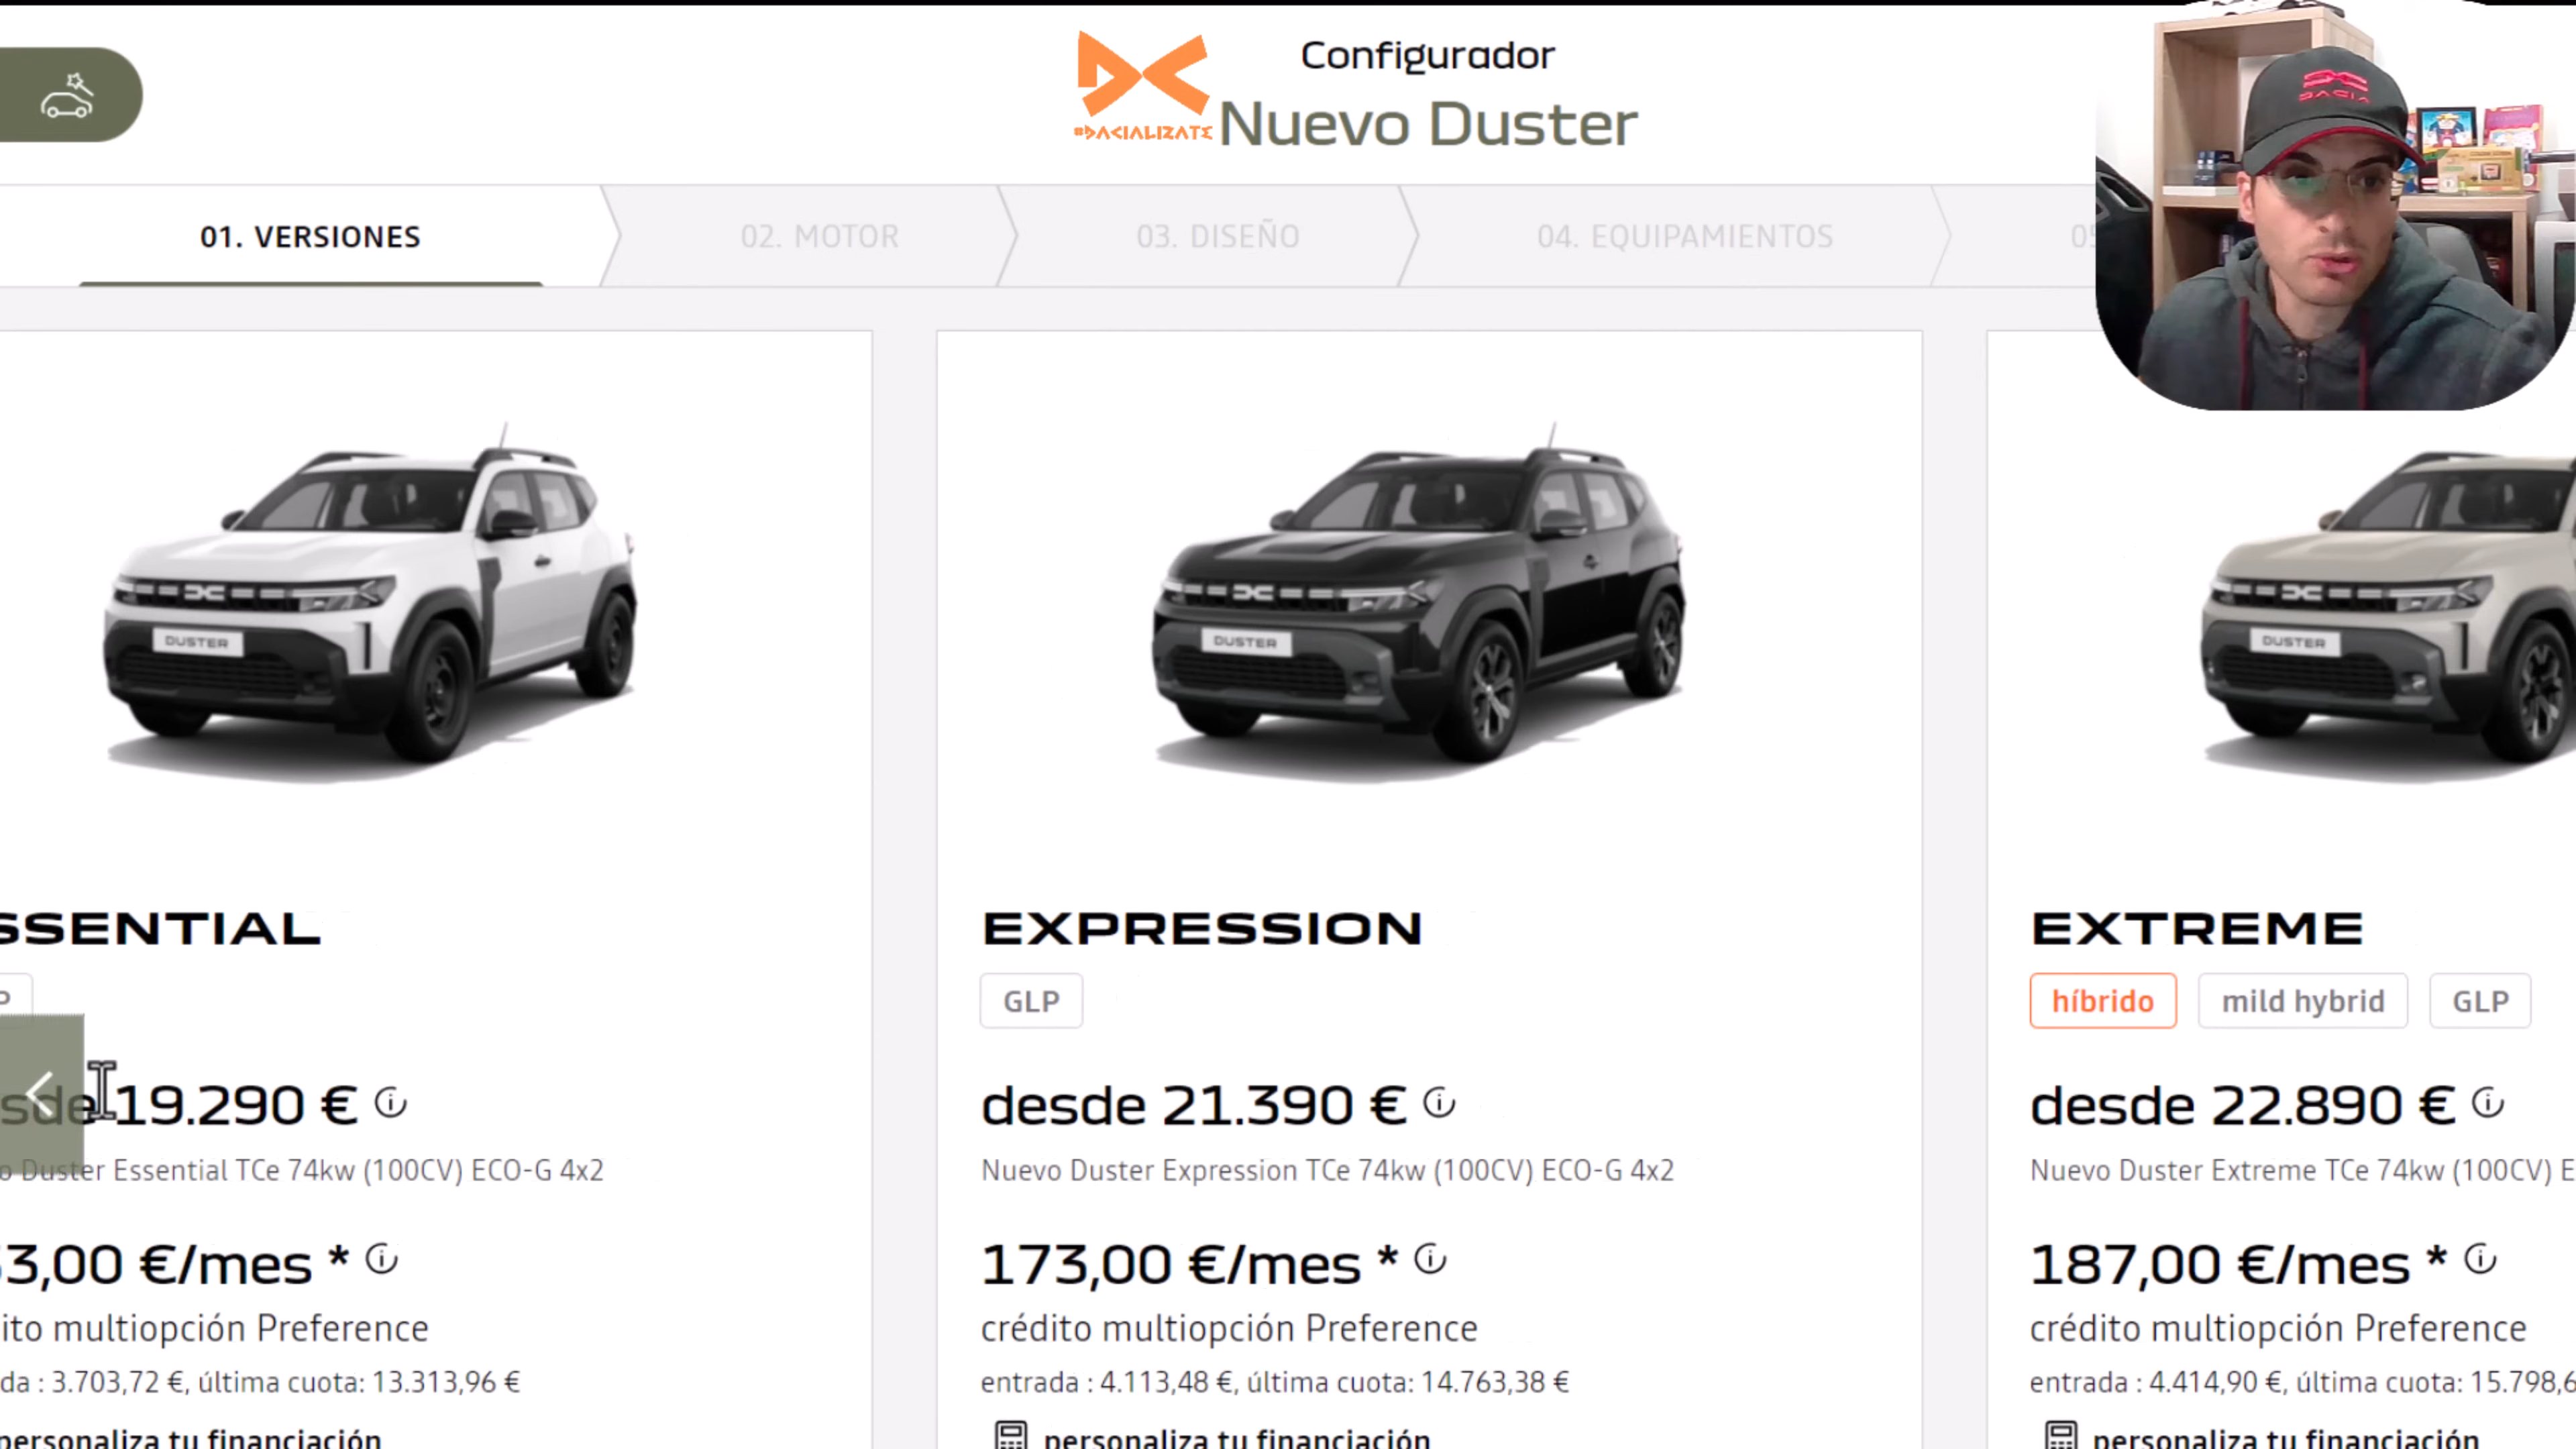 Configurador
#DACIALIZATE
Nuevo Duster
DACIA
01. VERSIONES
02. MOTOR
03. DISEÑO
04. EQUIPAMIENTOS
DUSTER
DUSTER
DUSTER
SSENTIAL
P
sde 19.290 €
o Duster Essential TCe 74kw (100CV) ECO-G 4x2
3,00 €/mes *
ito multiopción Preference
da : 3.703,72 €, última cuota: 13.313,96 €
personaliza tu financiación
EXPRESSION
GLP
desde 21.390 €
Nuevo Duster Expression TCe 74kw (100CV) ECO-G 4x2
173,00 €/mes *
crédito multiopción Preference
entrada : 4.113,48 €, última cuota: 14.763,38 €
personaliza tu financiación
EXTREME
híbrido mild hybrid GLP
desde 22.890 €
Nuevo Duster Extreme TCe 74kw (100CV) E
187,00 €/mes *
crédito multiopción Preference
entrada : 4.414,90 €, última cuota: 15.798,6
personaliza tu financiación